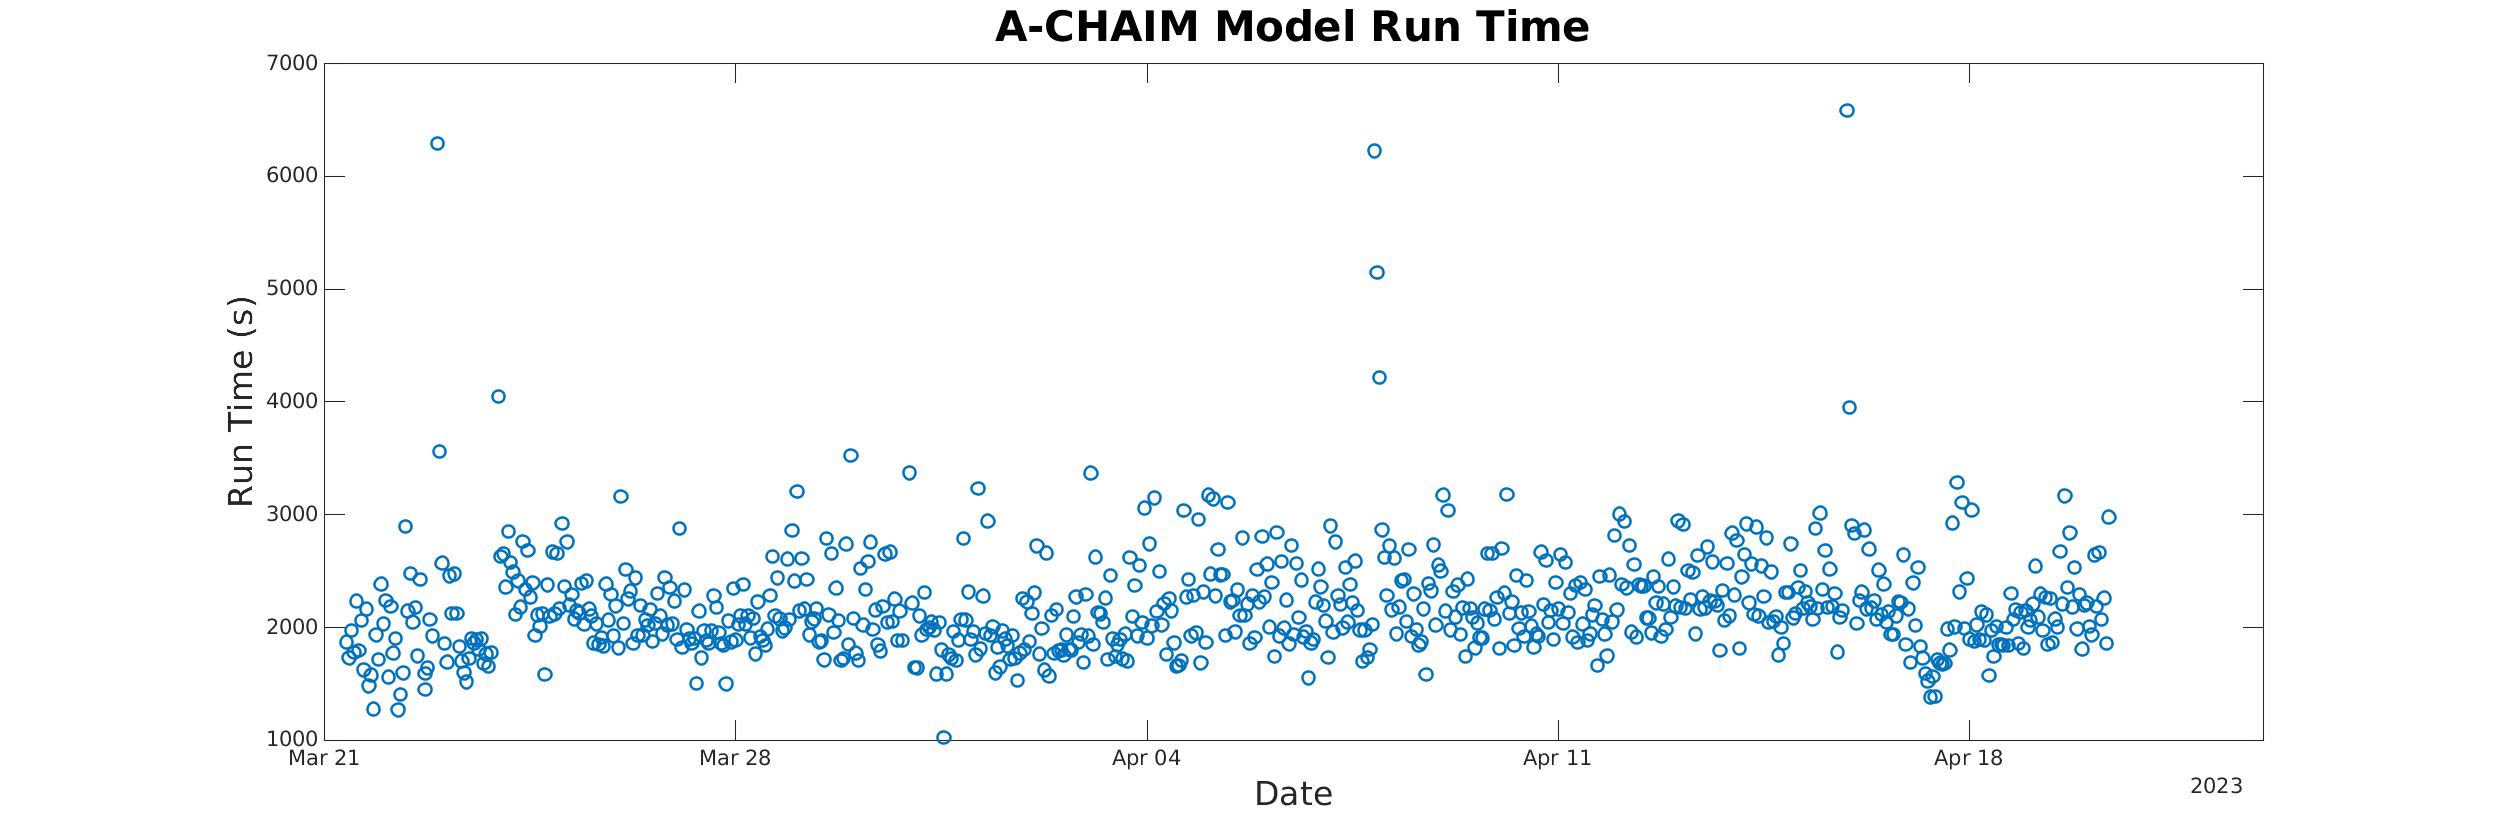 A-CHAIM Model Run Time
7000
6000
5000
4000
3000
2000
1000
Run Time (s)
Mar 21
Mar 28
Apr 04
Apr 11
Apr 18
2023
Date